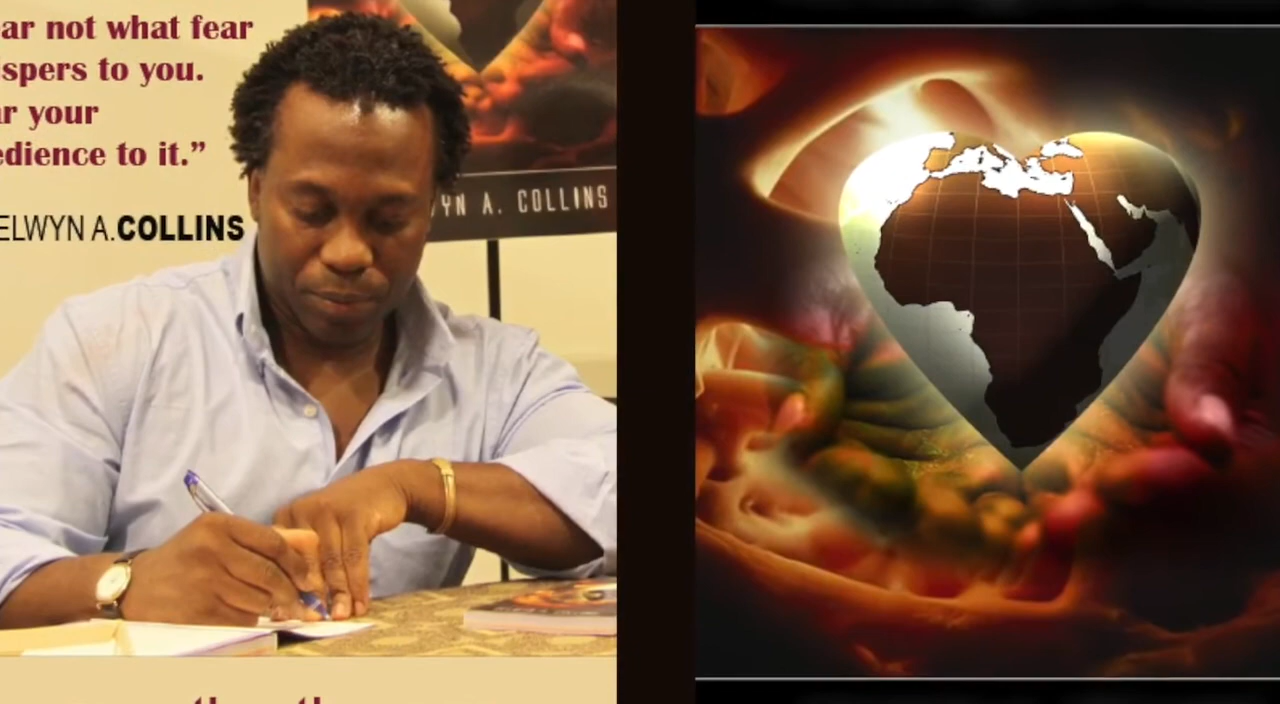 ar not what fear
spers to you.
ar your
edience to it.”
ELWYN A.COLLINS
YN A. COLLINS